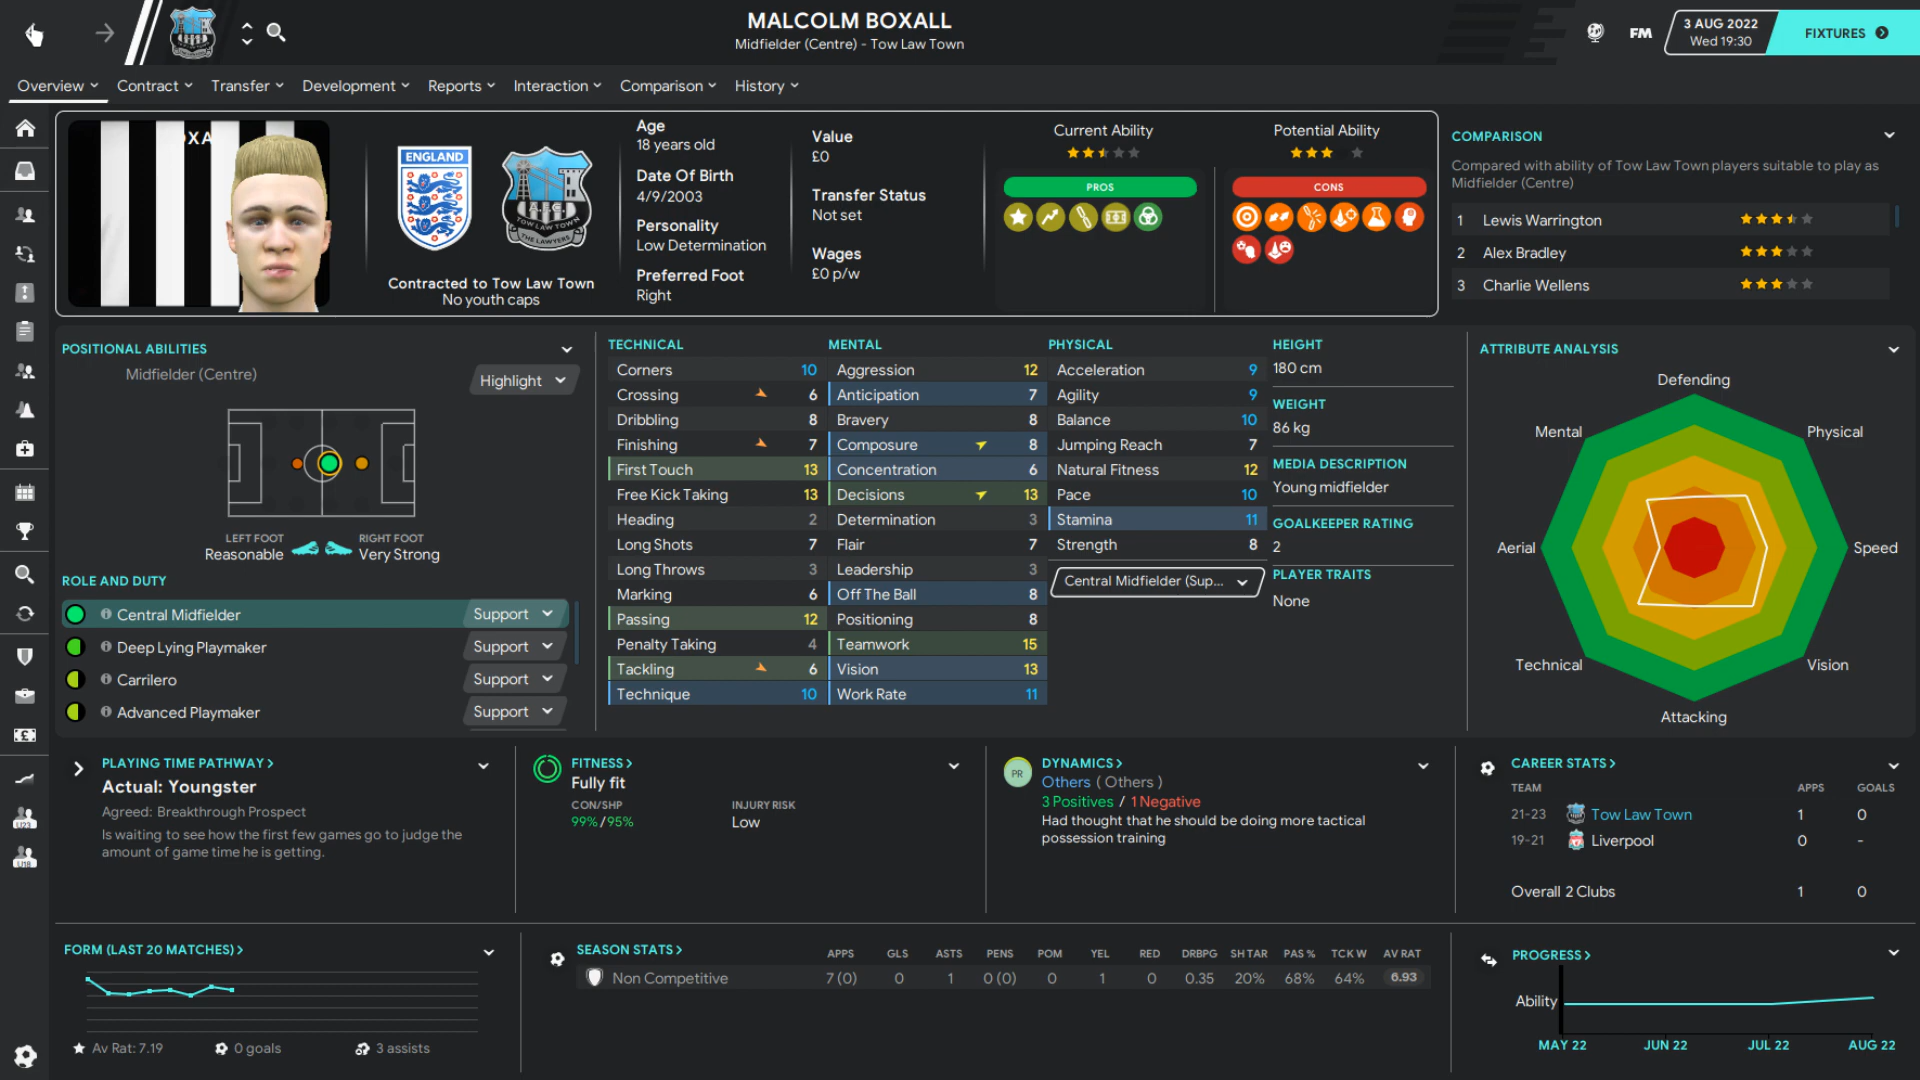 MALCOLM BOXALL
Midfielder (Centre) - Tow Law Town
FM
3 AUG 2022
Wed 19:30
FIXTURES
Overview
Contract
Transfer
Development
Reports
Interaction
Comparison
History
OXA
ENGLAND
A.F.C.
TOW LAW TOWN
THE LAWYERS
Contracted to Tow Law Town
No youth caps
Age
18 years old
Date Of Birth
4/9/2003
Personality
Low Determination
Preferred Foot
Right
Value
£0
Transfer Status
Not set
Wages
£0 p/w
Current Ability
PROS
Potential Ability
CONS
COMPARISON
Compared with ability of Tow Law Town players suitable to play as
Midfielder (Centre)
1 Lewis Warrington
2 Alex Bradley
3 Charlie Wellens
POSITIONAL ABILITIES
Midfielder (Centre)
Highlight
LEFT FOOT
Reasonable
RIGHT FOOT
Very Strong
ROLE AND DUTY
Central Midfielder Support
Deep Lying Playmaker Support
Carrilero Support
Advanced Playmaker Support
TECHNICAL
Corners 10
Crossing 6
Dribbling 8
Finishing 7
First Touch 13
Free Kick Taking 13
Heading 2
Long Shots 7
Long Throws 3
Marking 6
Passing 12
Penalty Taking 4
Tackling 6
Technique 10
MENTAL
Aggression 12
Anticipation 7
Bravery 8
Composure 8
Concentration 6
Decisions 13
Determination 3
Flair 7
Leadership 3
Off The Ball 8
Positioning 8
Teamwork 15
Vision 13
Work Rate 11
PHYSICAL
Acceleration 9
Agility 9
Balance 10
Jumping Reach 7
Natural Fitness 12
Pace 10
Stamina 11
Strength 8
Central Midfielder (Sup...
HEIGHT
180 cm
WEIGHT
86 kg
MEDIA DESCRIPTION
Young midfielder
GOALKEEPER RATING
2
PLAYER TRAITS
None
ATTRIBUTE ANALYSIS
Defending
Mental
Physical
Aerial
Speed
Technical
Vision
Attacking
PLAYING TIME PATHWAY
Actual: Youngster
Agreed: Breakthrough Prospect
Is waiting to see how the first few games go to judge the
amount of game time he is getting.
FITNESS
Fully fit
CON/SHP
99%/95%
INJURY RISK
Low
PR
DYNAMICS
Others ( Others )
3 Positives / 1 Negative
Had thought that he should be doing more tactical
possession training
CAREER STATS
TEAM APPS GOALS
21-23 Tow Law Town 1 0
19-21 Liverpool 0 -
Overall 2 Clubs 1 0
U23
U18
FORM (LAST 20 MATCHES)
Av Rat: 7.19
0 goals
3 assists
SEASON STATS
APPS GLS ASTS PENS POM YEL RED DRBPG SH TAR PAS % TCK W AV RAT
Non Competitive 7 (0) 0 1 0 (0) 0 1 0 0.35 20% 68% 64% 6.93
PROGRESS
Ability
MAY 22 JUN 22 JUL 22 AUG 22